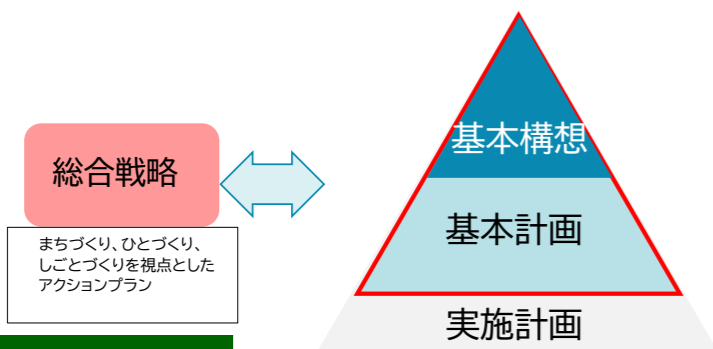 基本構想
総合戦略
基本計画
まちづくり、ひとづくり、
しごとづくりを視点とした
アクションプラン
実施計画